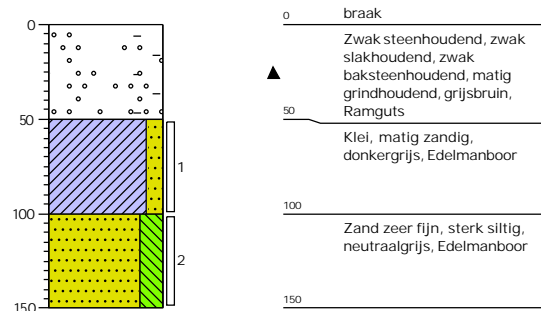 0
50
100
150
1
2
0
braak
Zwak steenhoudend, zwak
slakhoudend, zwak
baksteenhoudend, matig
grindhoudend, grijsbruin,
Ramguts
50
Klei, matig zandig,
donkergrijs, Edelmanboor
100
Zand zeer fijn, sterk siltig,
neutraalgrijs, Edelmanboor
150